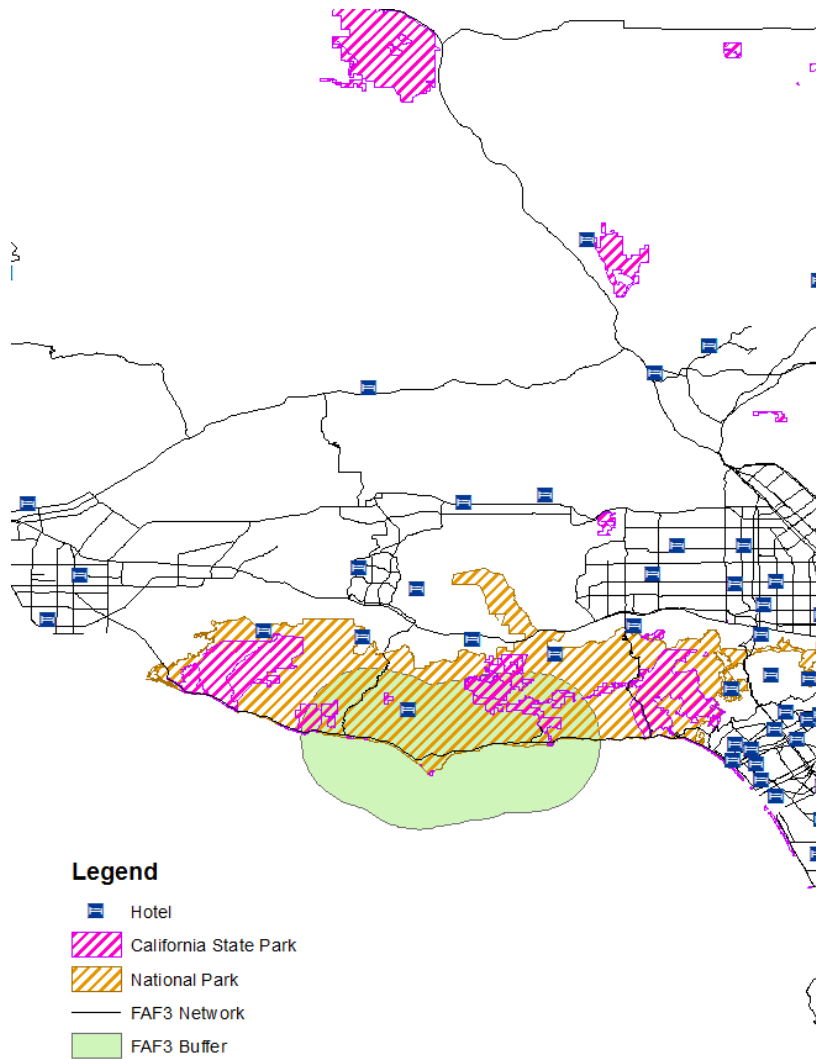 Legend
Hotel
California State Park
National Park
FAF3 Network
FAF3 Buffer